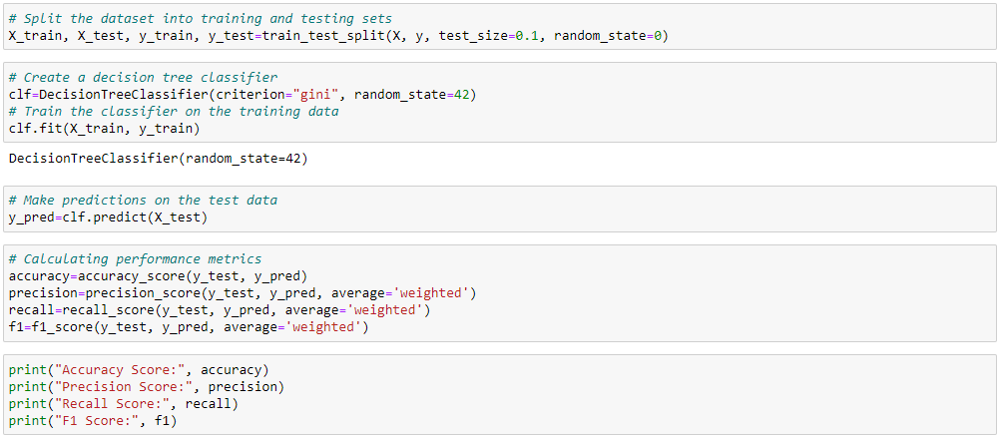 # Split the dataset into training and testing sets
X_train, X_test, y_train, y_test=train_test_split(X, y, test_size=0.1, random_state=0)
# Create a decision tree classifier
clf=DecisionTreeClassifier(criterion="gini", random_state=42)
# Train the classifier on the training data
clf.fit(X_train, y_train)
DecisionTreeClassifier(random_state=42)
# Make predictions on the test data
y_pred=clf.predict(X_test)
# Calculating performance metrics
accuracy=accuracy_score(y_test, y_pred)
precision=precision_score(y_test, y_pred, average='weighted')
recall=recall_score(y_test, y_pred, average='weighted')
f1=f1_score(y_test, y_pred, average='weighted')
print("Accuracy Score:", accuracy)
print("Precision Score:", precision)
print("Recall Score:", recall)
print("F1 Score:", f1)